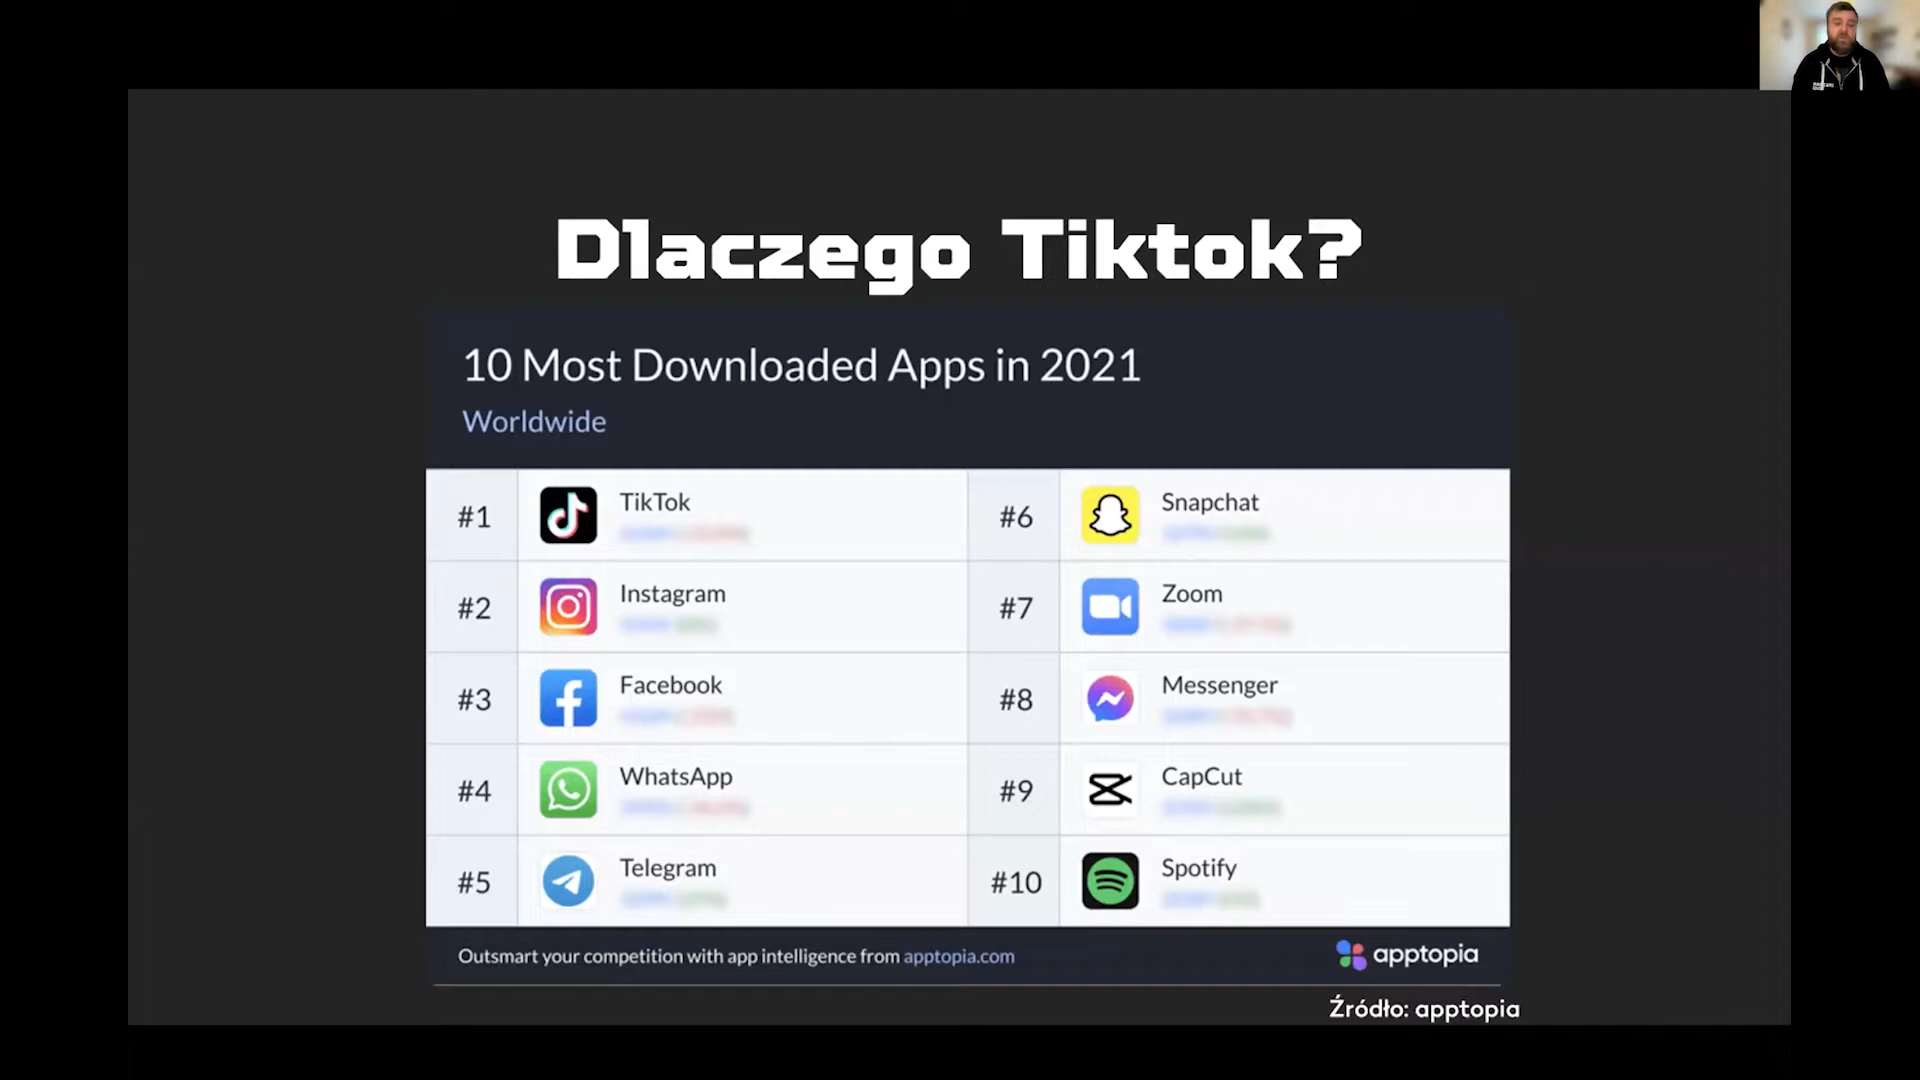 Dlaczego Tiktok?
10 Most Downloaded Apps in 2021
Worldwide
#1 TikTok
#2 Instagram
#3 Facebook
#4 WhatsApp
#5 Telegram
#6 Snapchat
#7 Zoom
#8 Messenger
#9 CapCut
#10 Spotify
Outsmart your competition with app intelligence from apptopia.com
apptopia
Źródło: apptopia